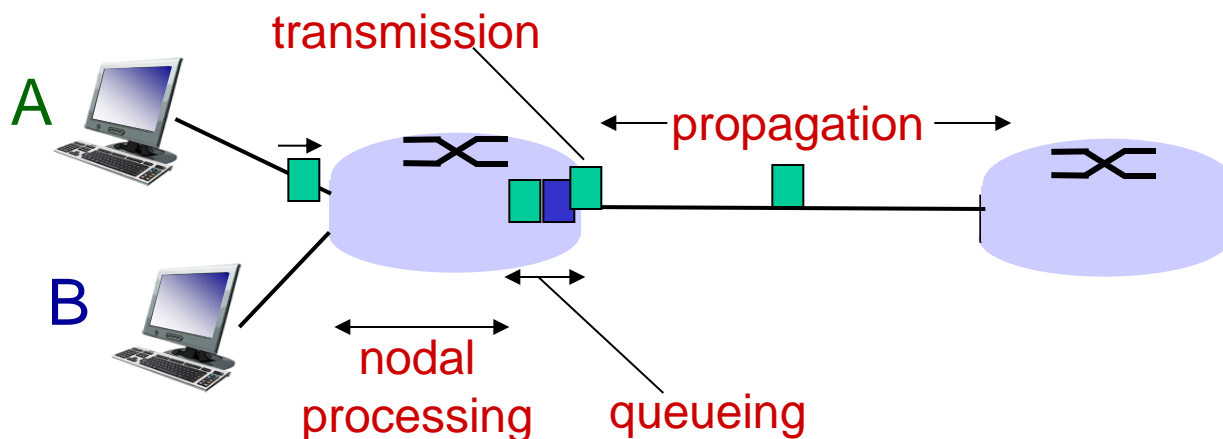 transmission
A
propagation
B
nodal
processing
queueing